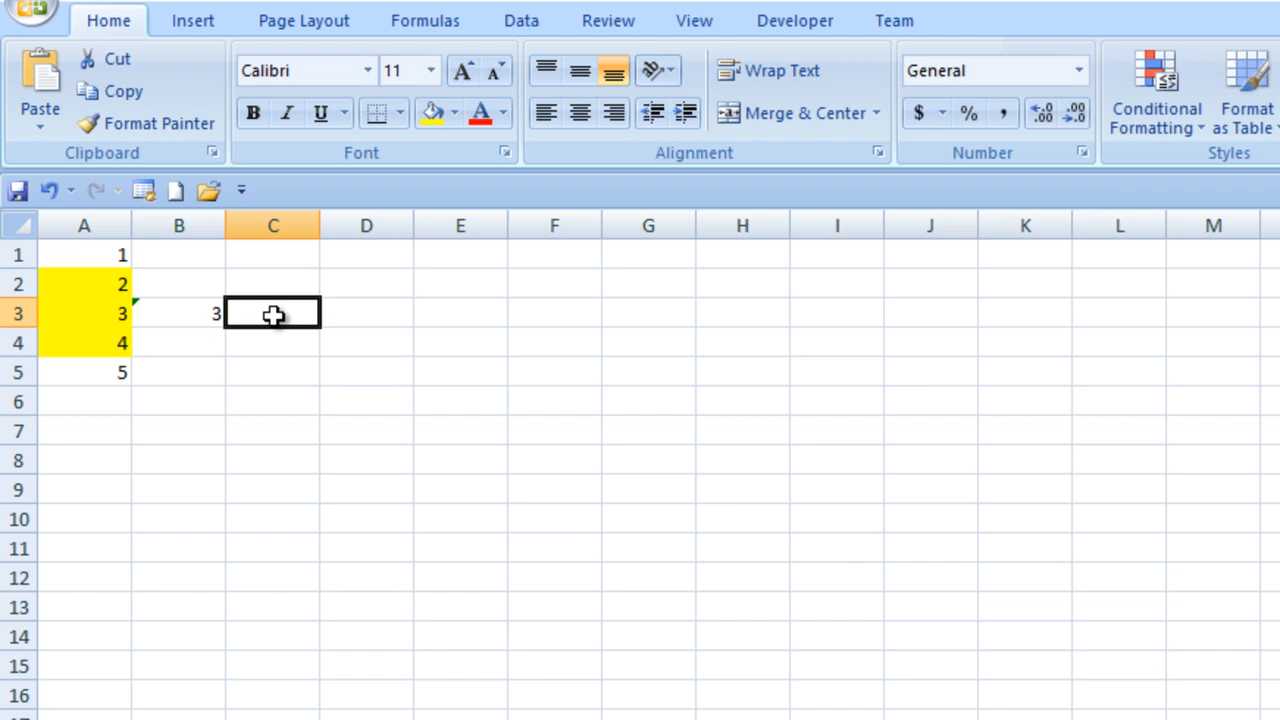 Home Insert Page Layout Formulas Data Review View Developer Team
Paste
Cut
Copy
Format Painter
Clipboard
Calibri 11
B I U A
Font
Wrap Text
Merge & Center
Alignment
General
$ % , .00 .00
Number
Conditional Formatting
Format as Table
Styles
A B C D E F G H I J K L M
1 1
2 2
3 3 3
4 4
5 5
6
7
8
9
10
11
12
13
14
15
16